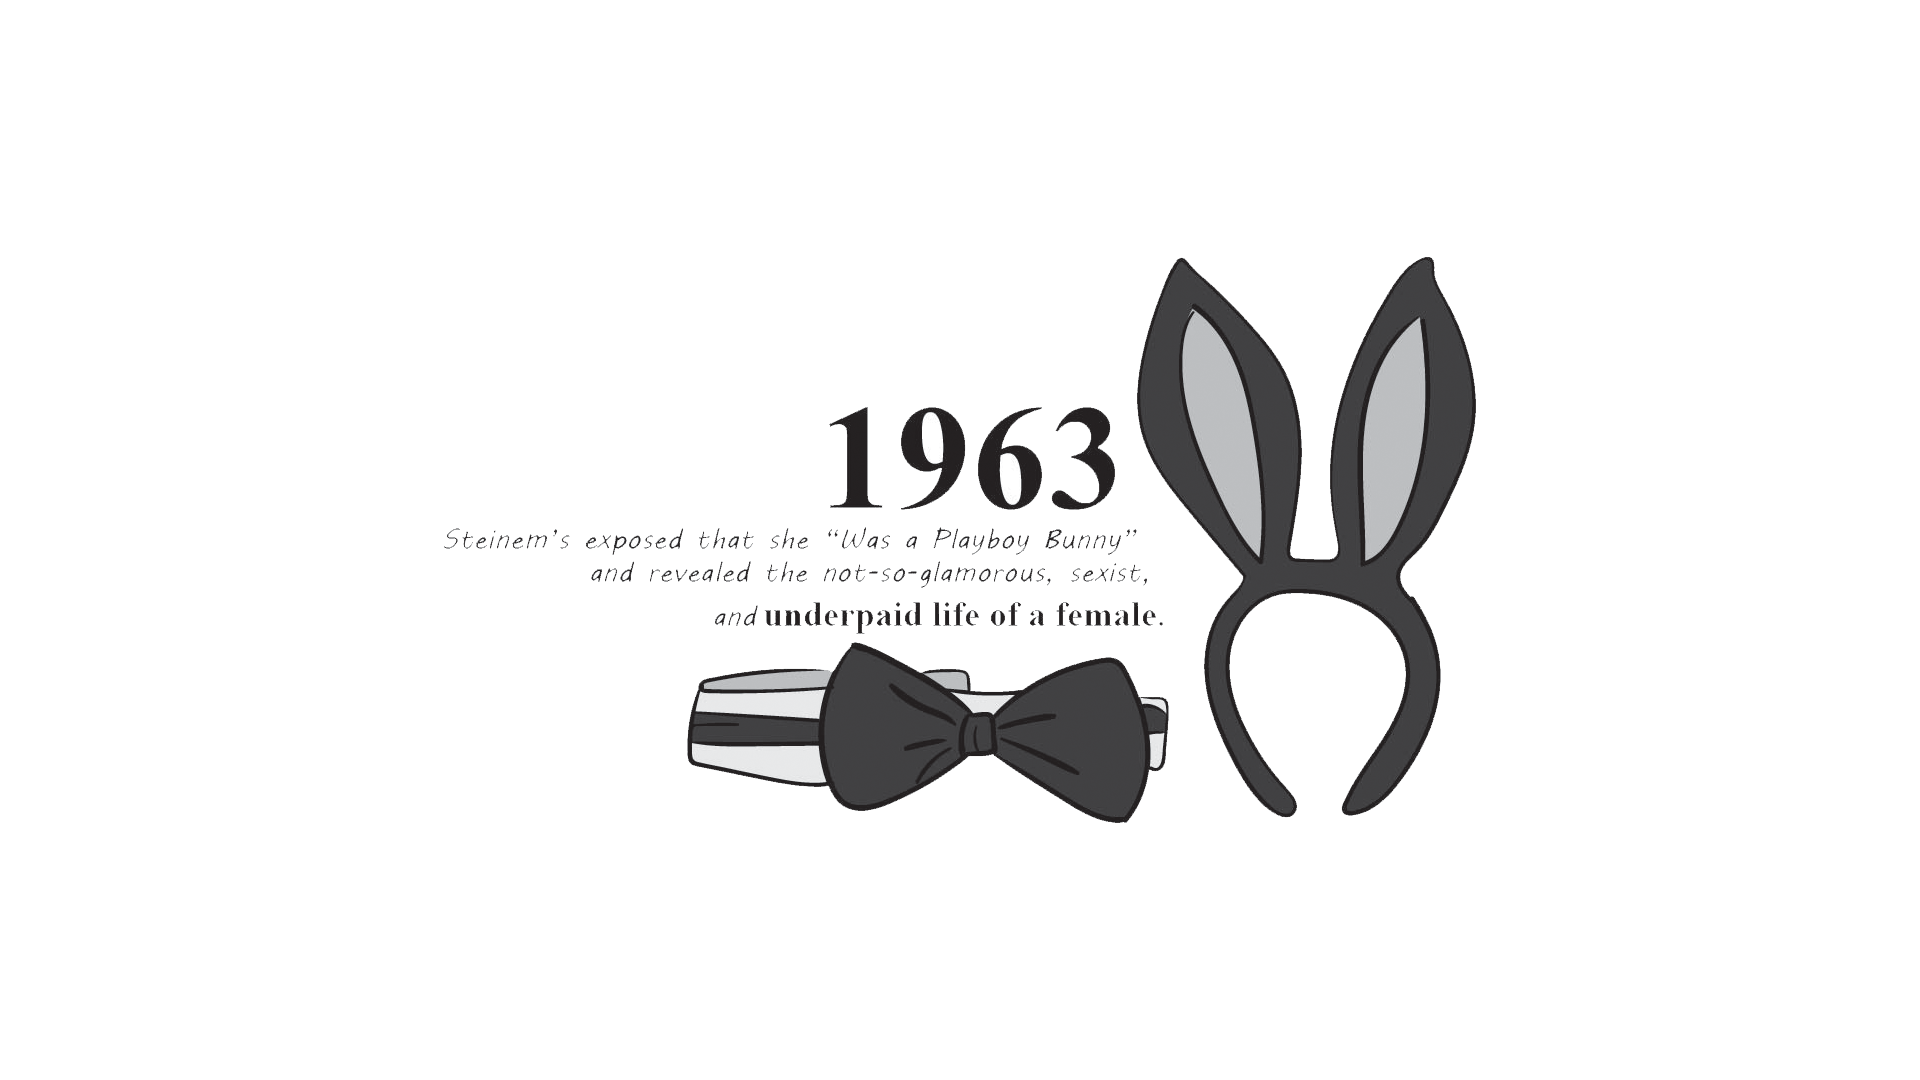 1963
Steinem's exposed that she “Was a Playboy Bunny”
and revealed the not-so-glamorous, sexist,
and underpaid life of a female.